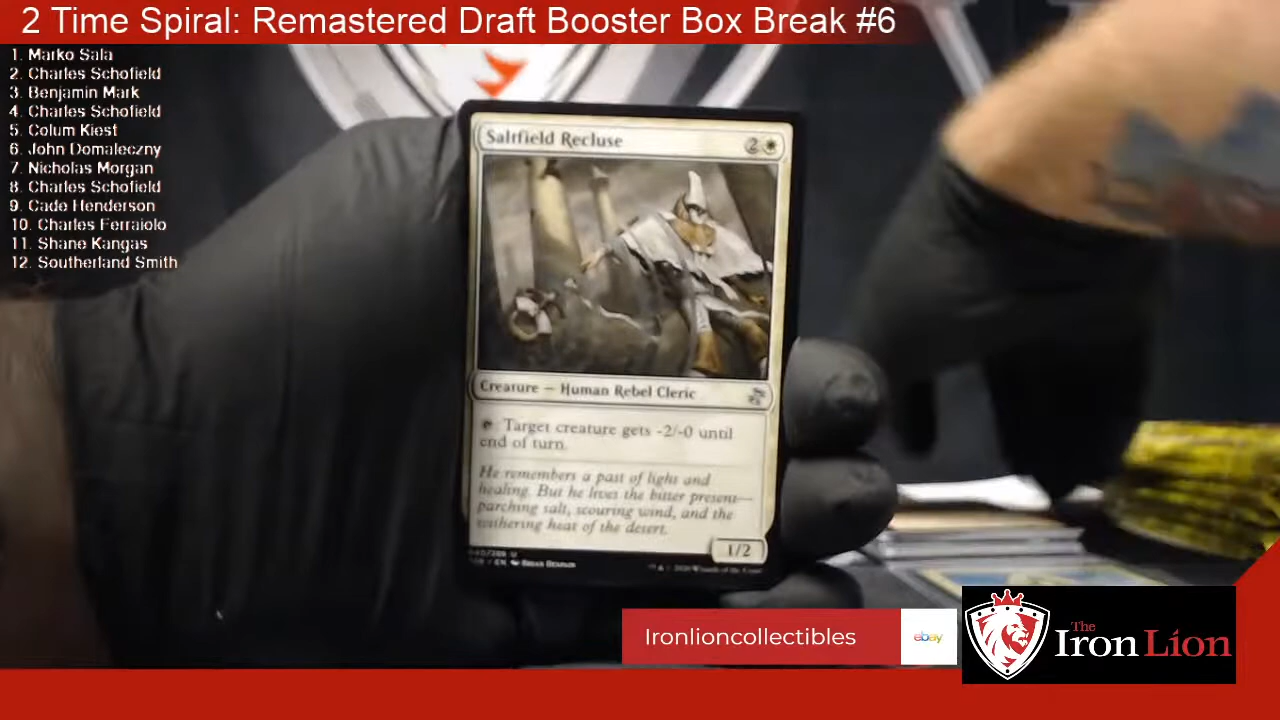 2 Time Spiral: Remastered Draft Booster Box Break #6
1. Marko Sala
2. Charles Schofield
3. Benjamin Mark
4. Charles Schofield
5. Colum Kiest
6. John Domaleczny
7. Nicholas Morgan
8. Charles Schofield
9. Cade Henderson
10. Charles Ferraiolo
11. Shane Kangas
12. Southerland Smith
Saltfield Recluse 2
Creature — Human Rebel Cleric
Target creature gets -2/-0 until
end of turn.
He remembers a past of light and
healing. But he lives the bitter present—
parching salt, scouring wind, and the
withering heat of the desert.
1/2
Ironlioncollectibles
ebay
The
Iron Lion